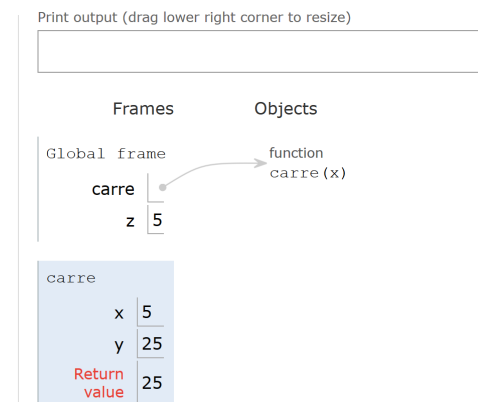 Print output (drag lower right corner to resize)
Frames Objects
Global frame
function
carre(x)
carre
z 5
carre
x 5
y 25
Return
value 25